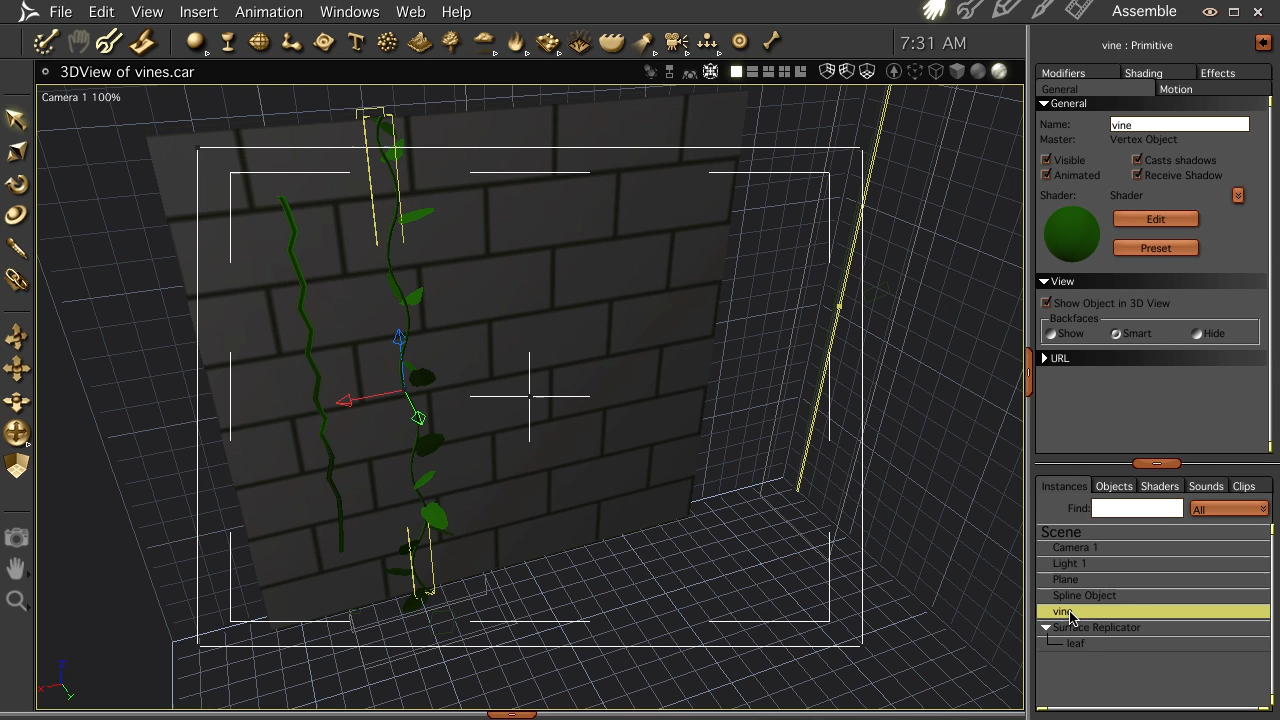 File Edit View Insert Animation Windows Web Help Assemble
7:31 AM
3DView of vines.car
Camera 1 100%
vine : Primitive
Modifiers Shading Effects
General Motion
General
Name: vine
Master: Vertex Object
Visible Casts shadows
Animated Receive Shadow
Shader: Shader
Edit
Preset
View
Show Object in 3D View
Backfaces
Show Smart Hide
URL
Instances Objects Shaders Sounds Clips
Find: All
Scene
Camera 1
Light 1
Plane
Spline Object
vine
Surface Replicator
leaf